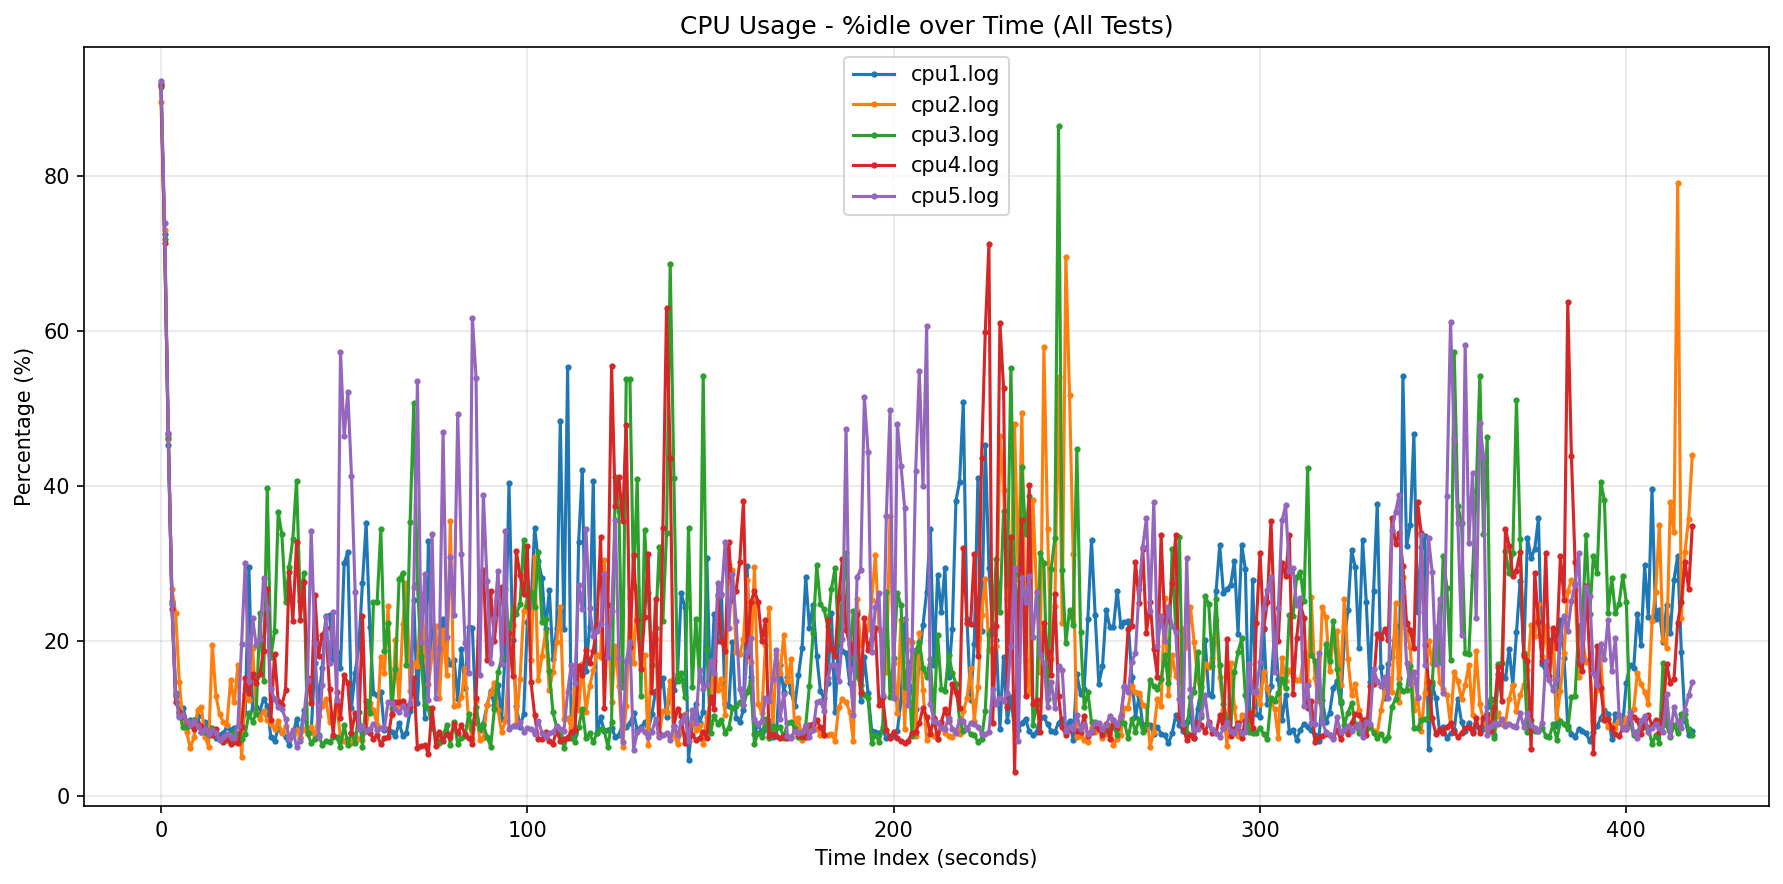 CPU Usage - %idle over Time (All Tests)
cpu1.log
cpu2.log
cpu3.log
cpu4.log
cpu5.log
Percentage (%)
80
60
40
20
0
0 100 200 300 400
Time Index (seconds)